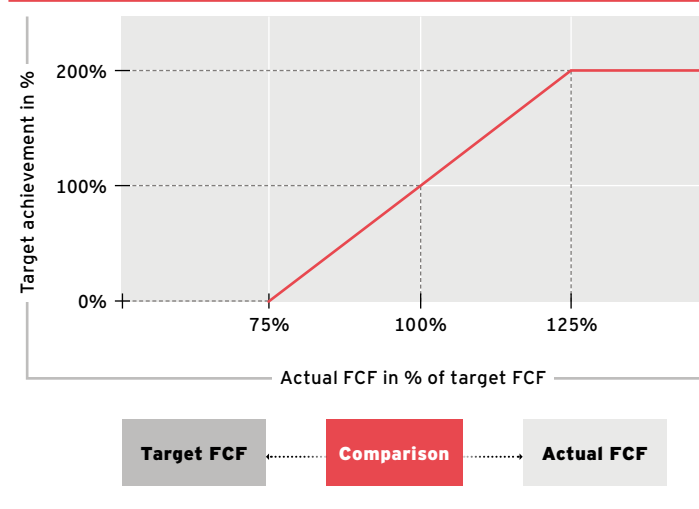 Target achievement in %
200%
100%
0%
75%
100%
125%
Actual FCF in % of target FCF
Target FCF
Comparison
Actual FCF